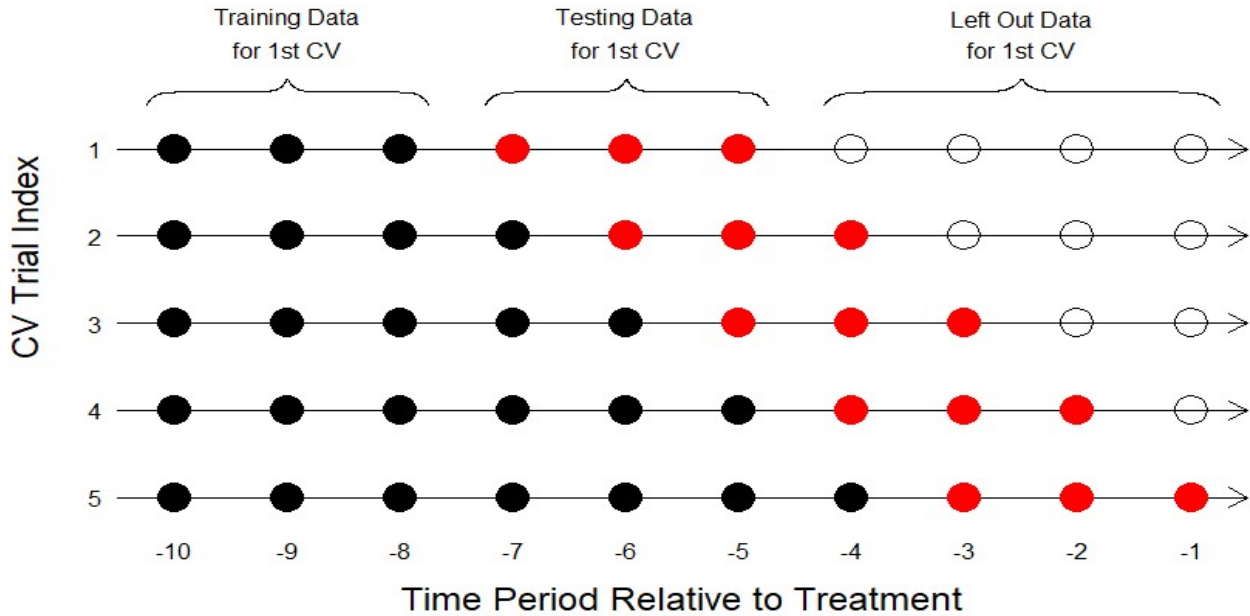 Training Data
for 1st CV
Testing Data
for 1st CV
Left Out Data
for 1st CV
CV Trial Index
1
2
3
4
5
-10 -9 -8 -7 -6 -5 -4 -3 -2 -1
Time Period Relative to Treatment